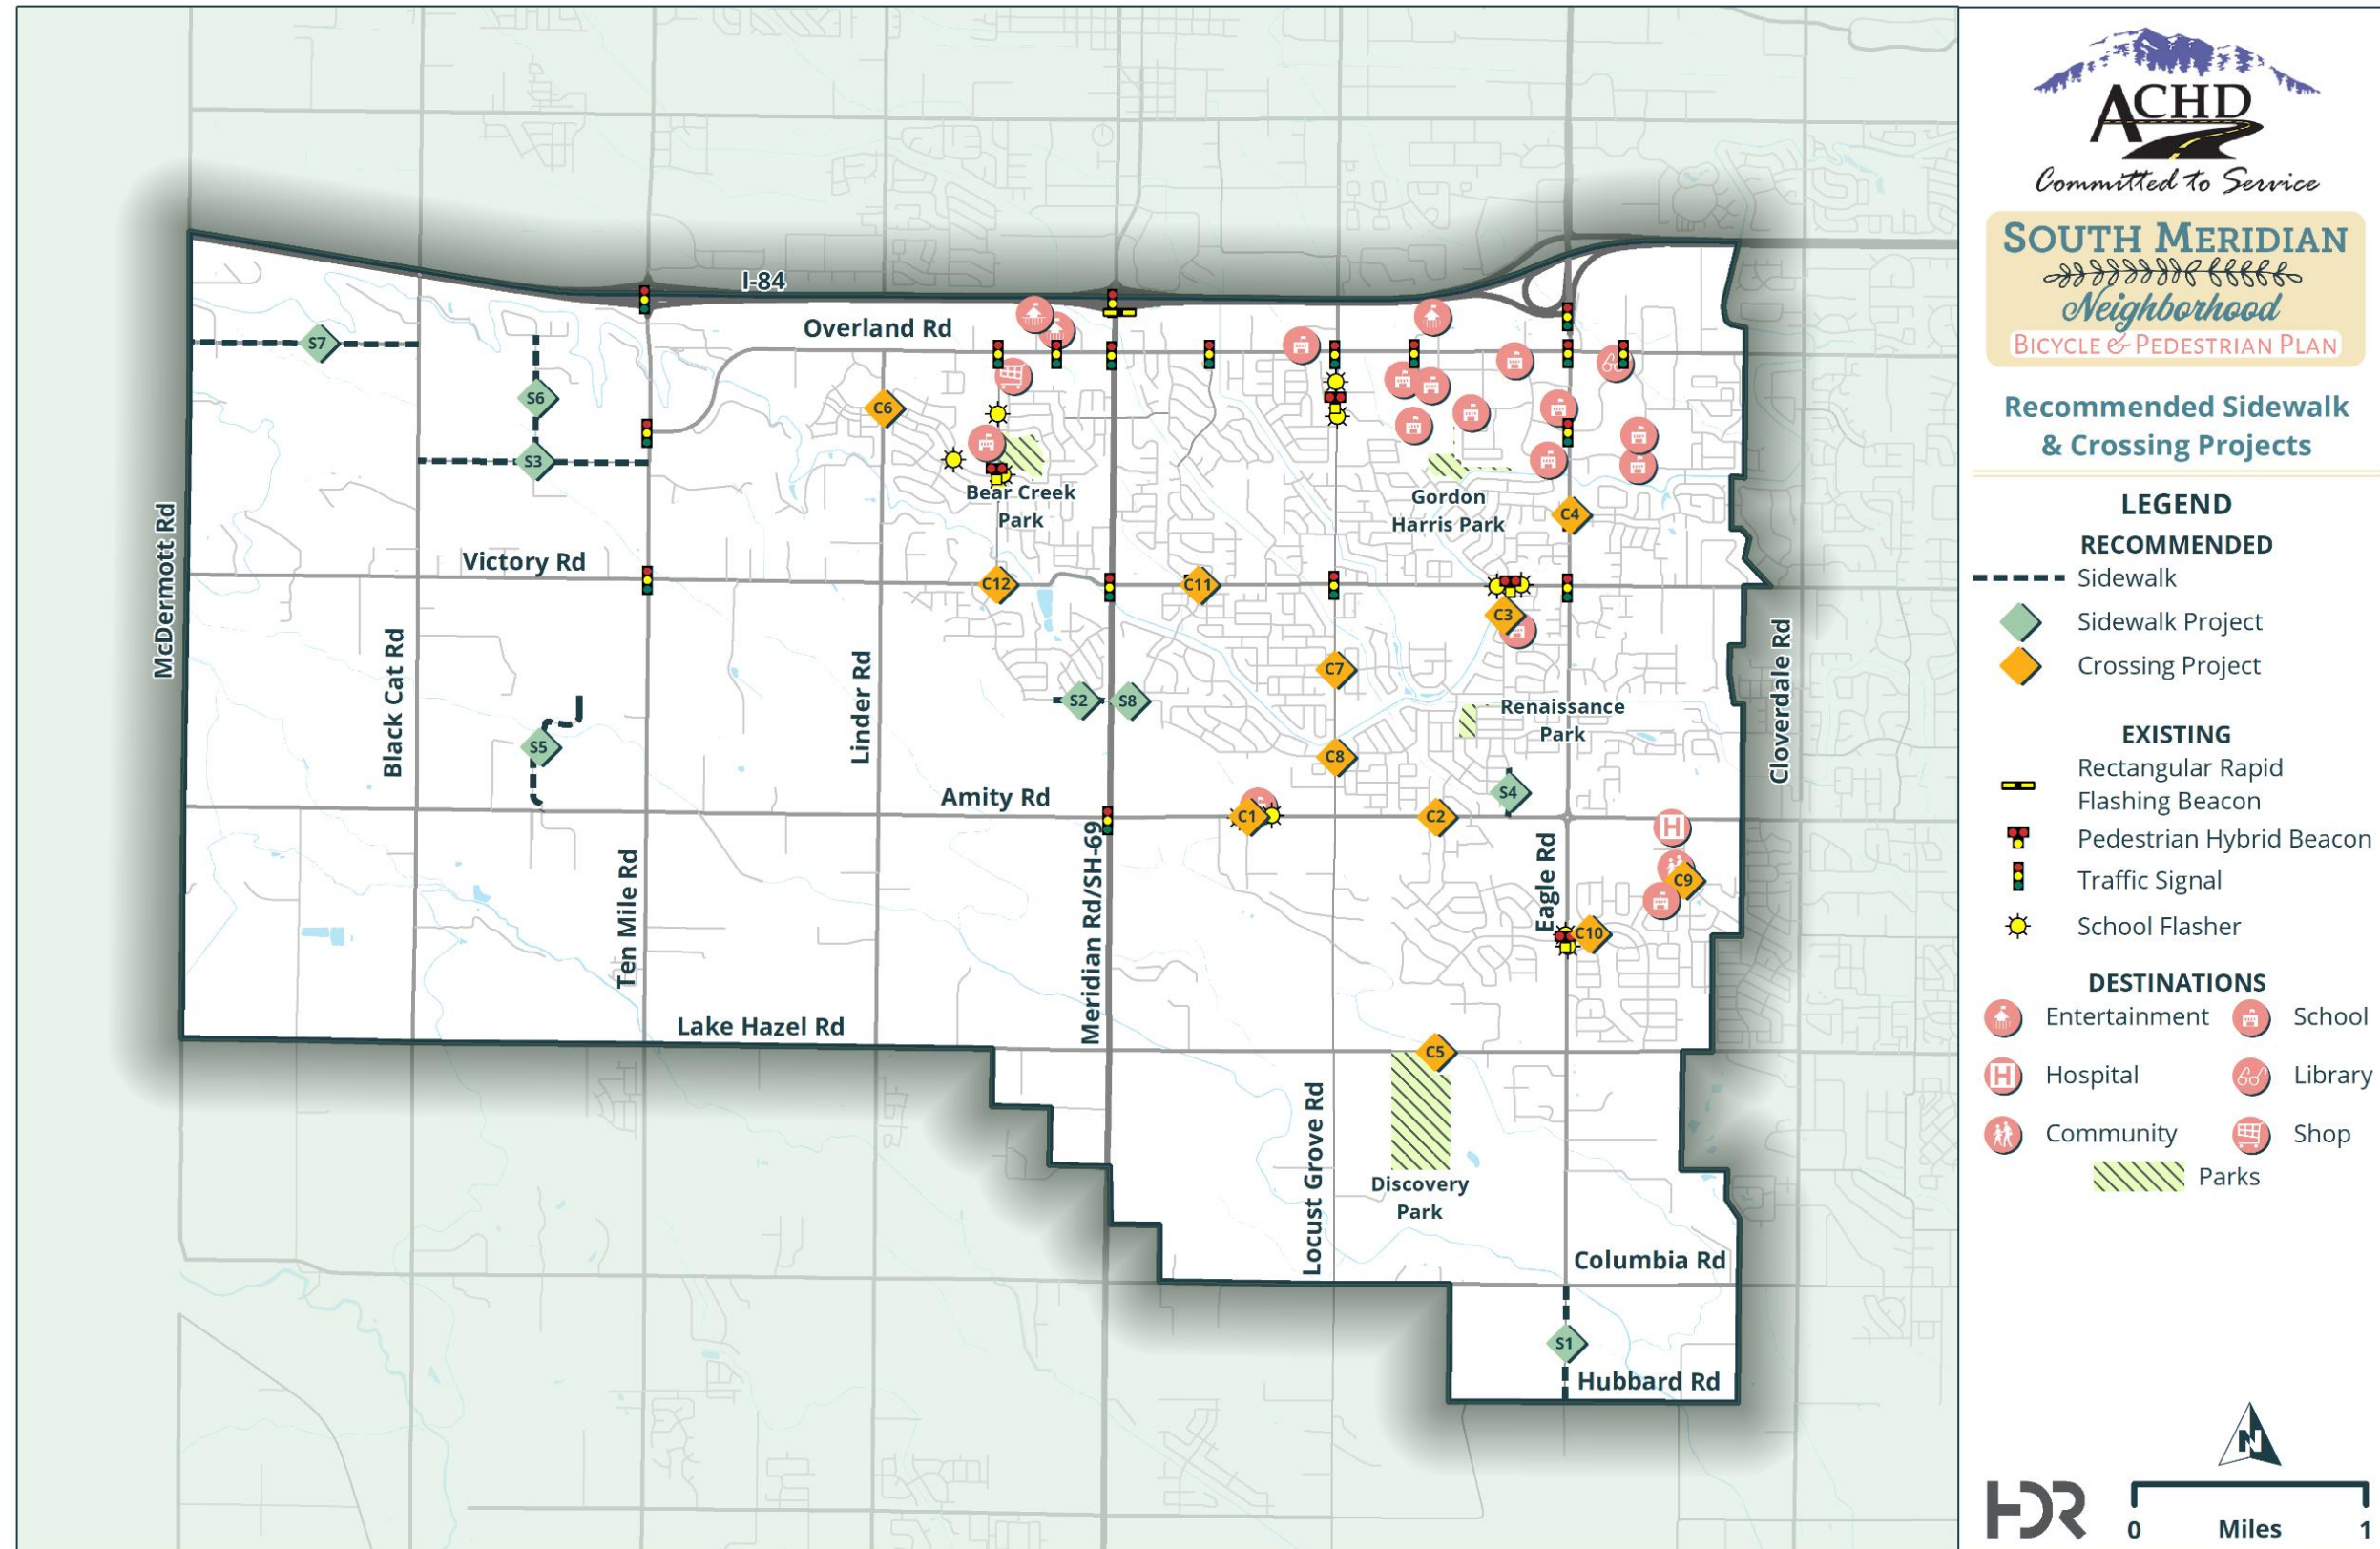 I-84
Overland Rd
S7
S6
C6
S3
Bear Creek
Park
Gordon
Harris Park
C4
McDermott Rd
Victory Rd
C12
C11
C3
Black Cat Rd
Linder Rd
C7
Cloverdale Rd
S2
S8
Renaissance
Park
S5
C8
S4
Amity Rd
C1
C2
H
Ten Mile Rd
Meridian Rd/SH-69
Eagle Rd
C9
C10
Lake Hazel Rd
C5
Locust Grove Rd
Discovery
Park
Columbia Rd
S1
Hubbard Rd
ACHD
Committed to Service
SOUTH MERIDIAN
Neighborhood
BICYCLE & PEDESTRIAN PLAN
Recommended Sidewalk
& Crossing Projects
LEGEND
RECOMMENDED
Sidewalk
Sidewalk Project
Crossing Project
EXISTING
Rectangular Rapid
Flashing Beacon
Pedestrian Hybrid Beacon
Traffic Signal
School Flasher
DESTINATIONS
Entertainment
School
H
Hospital
Library
Community
Shop
Parks
N
HDR
0 Miles 1